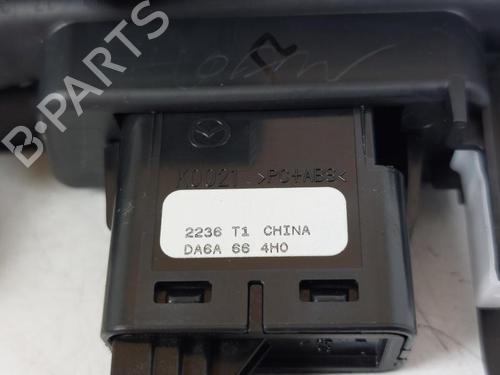 K0021 >PC+ABS<
2236 T1 CHINA
DA6A 66 4H0
B-PARTS